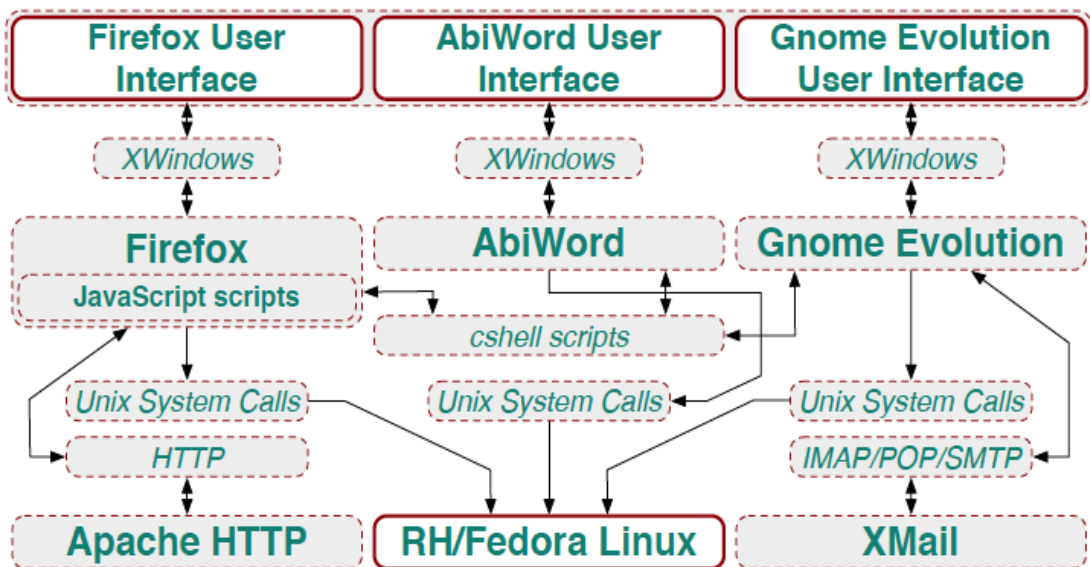 Firefox User
Interface
AbiWord User
Interface
Gnome Evolution
User Interface
XWindows
XWindows
XWindows
Firefox
JavaScript scripts
AbiWord
Gnome Evolution
cshell scripts
Unix System Calls
Unix System Calls
Unix System Calls
HTTP
IMAP/POP/SMTP
Apache HTTP
RH/Fedora Linux
XMail